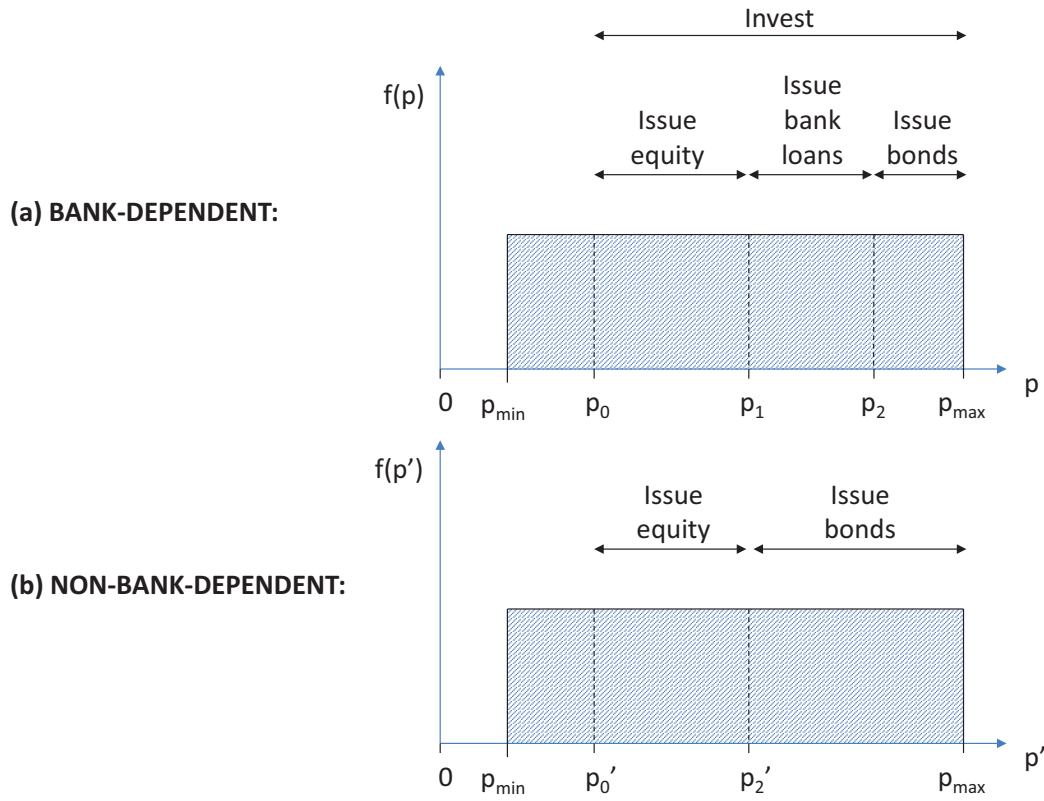 Invest
f(p)
Issue
equity
Issue
bank
loans
Issue
bonds
(a) BANK-DEPENDENT:
0
p_min
p_0
p_1
p_2
p_max
p
f(p’)
Issue
equity
Issue
bonds
(b) NON-BANK-DEPENDENT:
0
p_min
p_0’
p_2’
p_max
p’